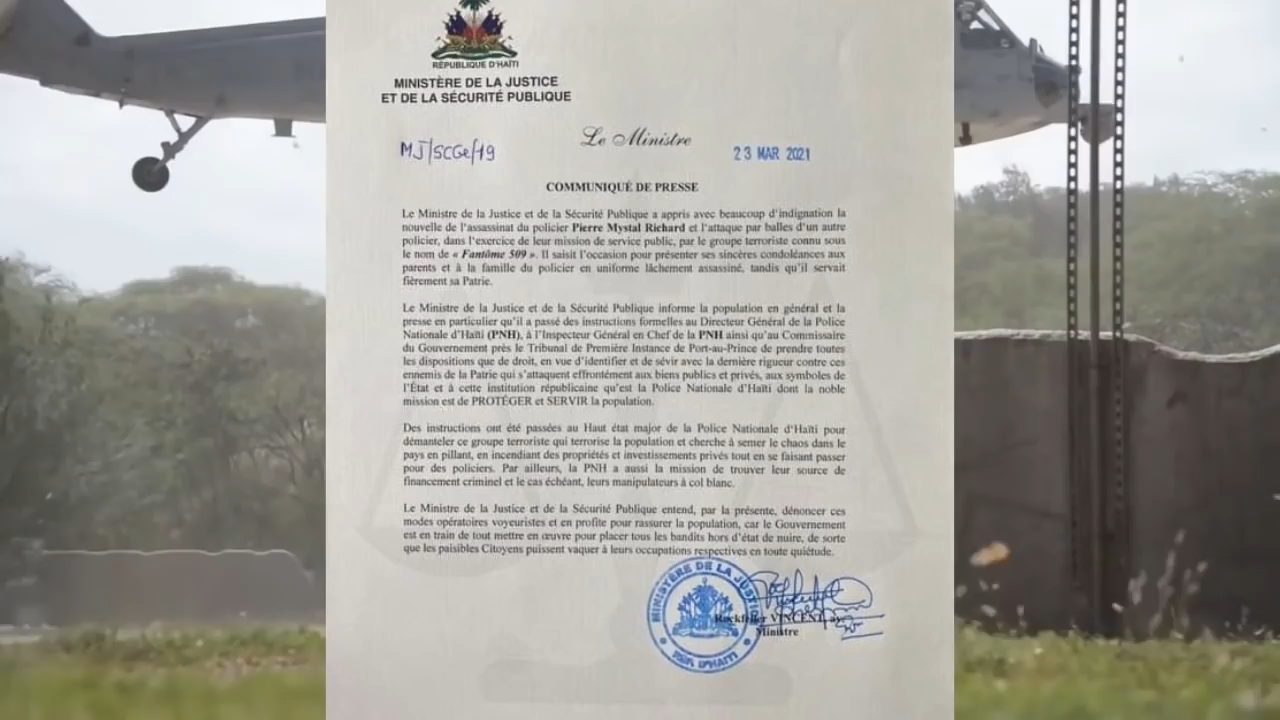 RÉPUBLIQUE D'HAÏTI
MINISTÈRE DE LA JUSTICE
ET DE LA SÉCURITÉ PUBLIQUE
Le Ministre
MJ/SCGe/19
23 MAR 2021
COMMUNIQUÉ DE PRESSE
Le Ministre de la Justice et de la Sécurité Publique a appris avec beaucoup d'indignation la
nouvelle de l'assassinat du policier Pierre Mystal Richard et l'attaque par balles d'un autre
policier, dans l'exercice de leur mission de service public, par le groupe terroriste connu sous
le nom de « Fantôme 509 ». Il saisit l'occasion pour présenter ses sincères condoléances aux
parents et à la famille du policier en uniforme lâchement assassiné, tandis qu'il servait
fièrement sa Patrie.
Le Ministre de la Justice et de la Sécurité Publique informe la population en général et la
presse en particulier qu'il a passé des instructions formelles au Directeur Général de la Police
Nationale d'Haïti (PNH), à l'Inspecteur Général en Chef de la PNH ainsi qu'au Commissaire
du Gouvernement près le Tribunal de Première Instance de Port-au-Prince de prendre toutes
les dispositions que de droit, en vue d'identifier et de sévir avec la dernière rigueur contre ces
ennemis de la Patrie qui s'attaquent effrontément aux biens publics et privés, aux symboles de
l'État et à cette institution républicaine qu'est la Police Nationale d'Haïti dont la noble
mission est de PROTÉGER et SERVIR la population.
Des instructions ont été passées au Haut état major de la Police Nationale d'Haïti pour
démanteler ce groupe terroriste qui terrorise la population et cherche à semer le chaos dans le
pays en pillant, en incendiant des propriétés et investissements privés tout en se faisant passer
pour des policiers. Par ailleurs, la PNH a aussi la mission de trouver leur source de
financement criminel et le cas échéant, leurs manipulateurs à col blanc.
Le Ministre de la Justice et de la Sécurité Publique entend, par la présente, dénoncer ces
modes opératoires voyeuristes et en profite pour rassurer la population, car le Gouvernement
est en train de tout mettre en œuvre pour placer tous les bandits hors d'état de nuire, de sorte
que les paisibles Citoyens puissent vaquer à leurs occupations respectives en toute quiétude.
MINISTÈRE DE LA JUSTICE
RÉP. D'HAITI
Rockfeller VINCENT, av.
Ministre